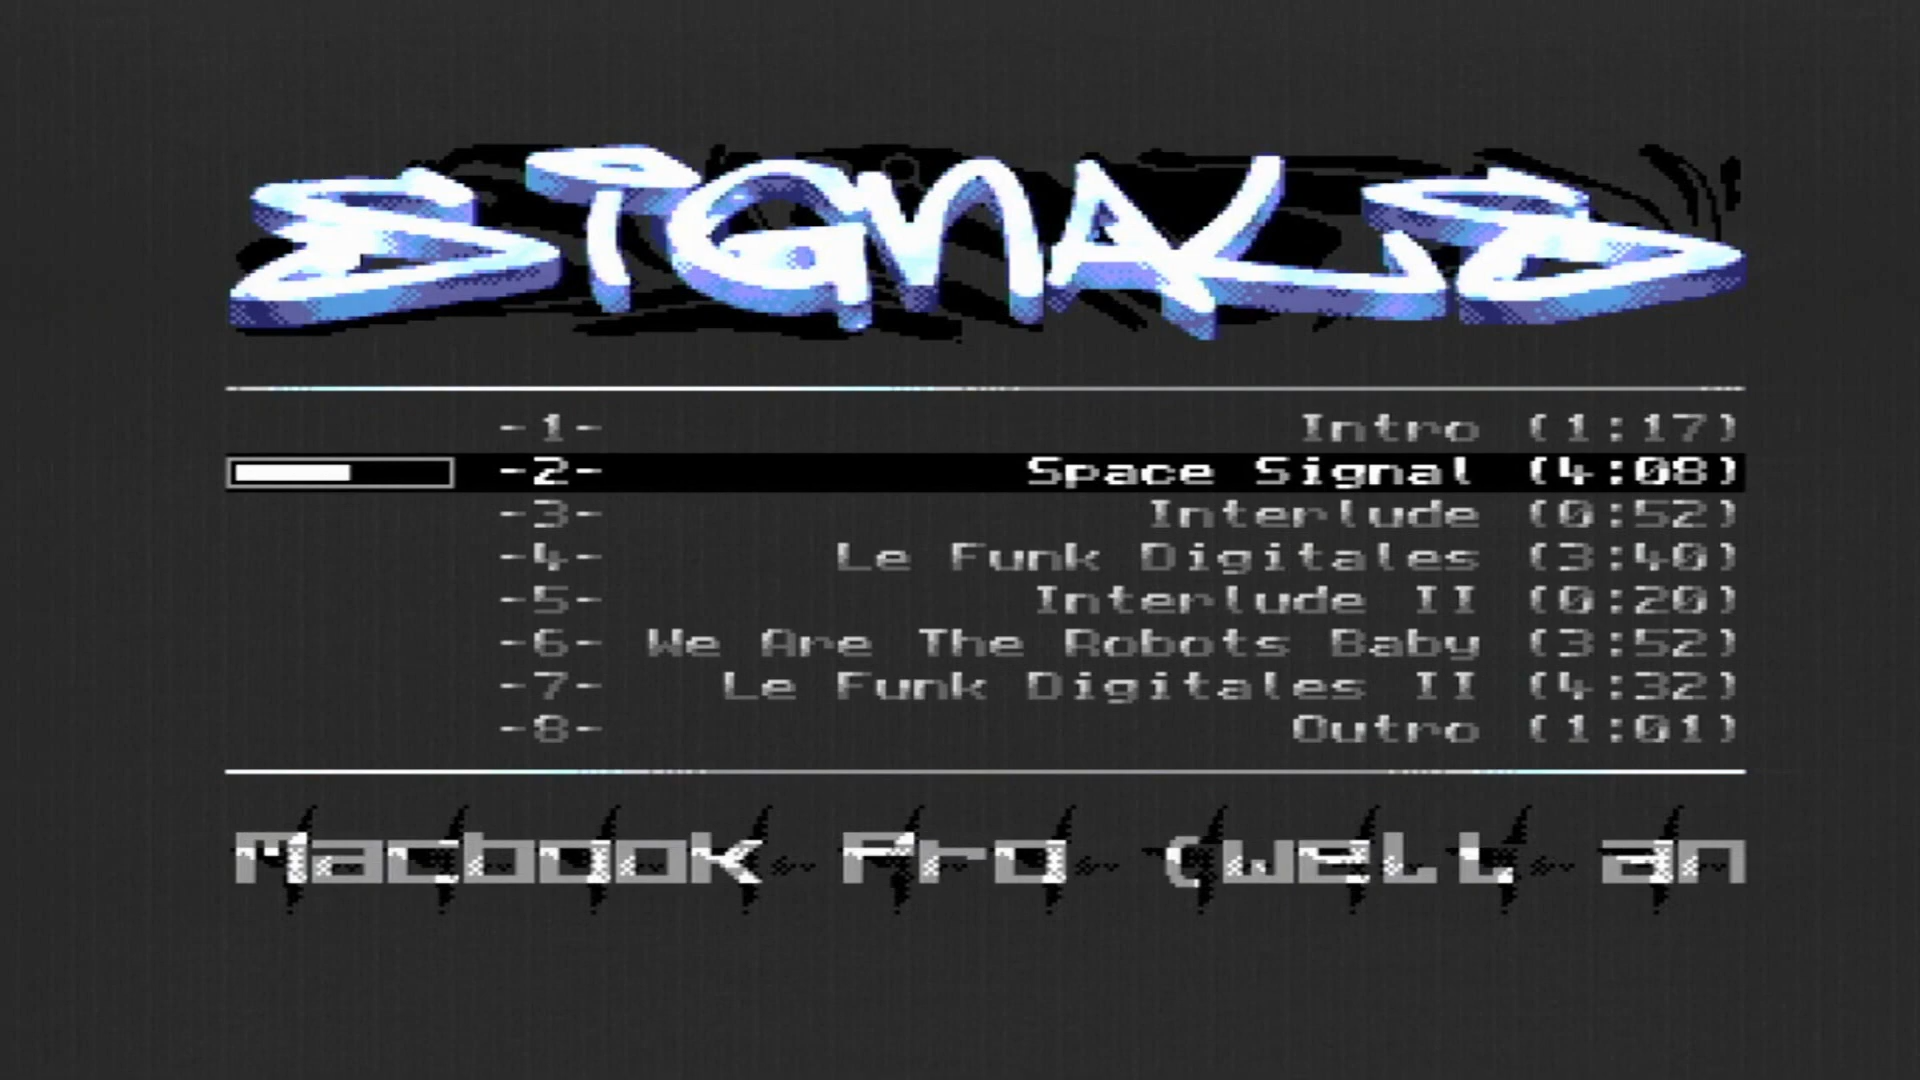 SiGNALS
-1- Intro (1:17)
-2- Space Signal (4:08)
-3- Interlude (0:52)
-4- Le Funk Digitales (3:40)
-5- Interlude II (0:20)
-6- We Are The Robots Baby (3:52)
-7- Le Funk Digitales II (4:32)
-8- Outro (1:01)
Macbook Pro (well an